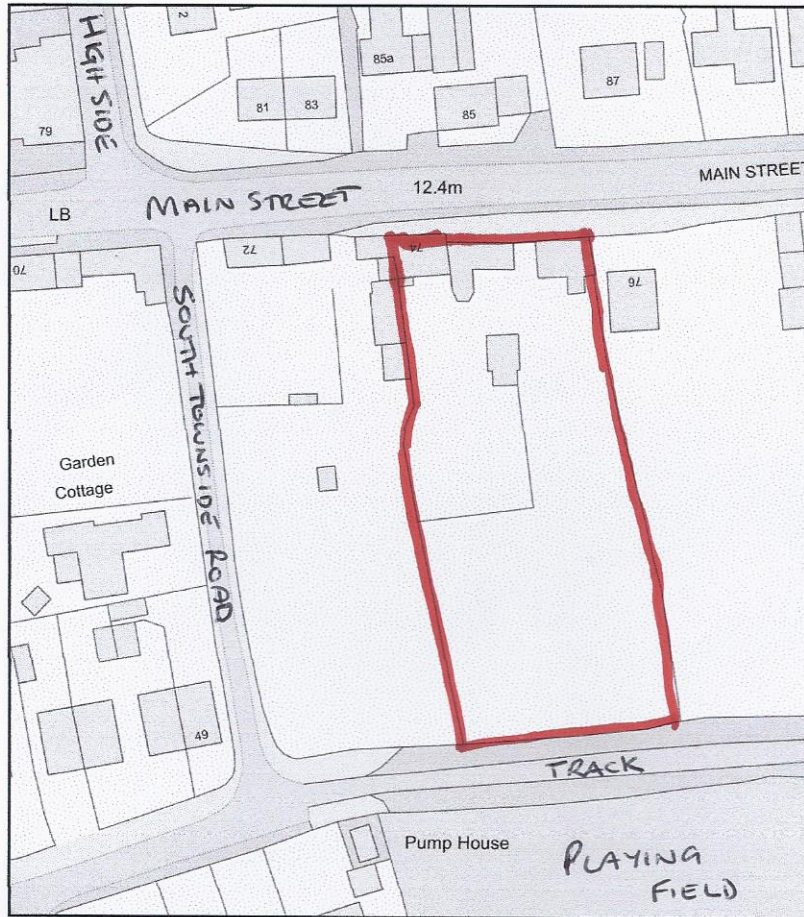 HIGH SIDE
2
79
81
83
85a
85
87
MAIN STREET
MAIN STREET
12.4m
LB
70
72
74
76
SOUTH TOWNSIDE ROAD
Garden
Cottage
49
TRACK
Pump House
PLAYING
FIELD